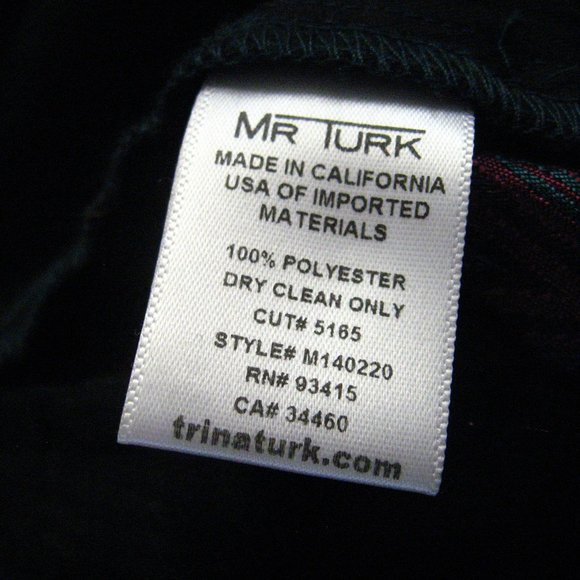 MR TURK
MADE IN CALIFORNIA
USA OF IMPORTED
MATERIALS
100% POLYESTER
DRY CLEAN ONLY
CUT# 5165
STYLE# M140220
RN# 93415
CA# 34460
trinaturk.com